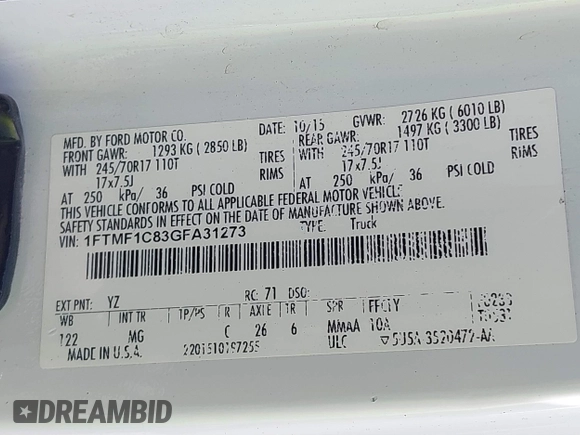 MFD. BY FORD MOTOR CO.
DATE: 10/15 GVWR: 2726 KG ( 6010 LB)
FRONT GAWR: 1293 KG ( 2850 LB)
REAR GAWR: 1497 KG ( 3300 LB)
WITH 245/70R17 110T TIRES
WITH 245/70R17 110T TIRES
17x7.5J RIMS
17x7.5J RIMS
AT 250 kPa/ 36 PSI COLD
AT 250 kPa/ 36 PSI COLD
THIS VEHICLE CONFORMS TO ALL APPLICABLE FEDERAL MOTOR VEHICLE
SAFETY STANDARDS IN EFFECT ON THE DATE OF MANUFACTURE SHOWN ABOVE.
VIN: 1FTMF1C83GFA31273
TYPE: Truck
EXT PNT: YZ RC: 71 DSO:
WB INT TR TP/PS R AXLE TR SPR
122 MG C 26 6 MMAA 10A
MADE IN U.S.A. ULC
DREAMBID